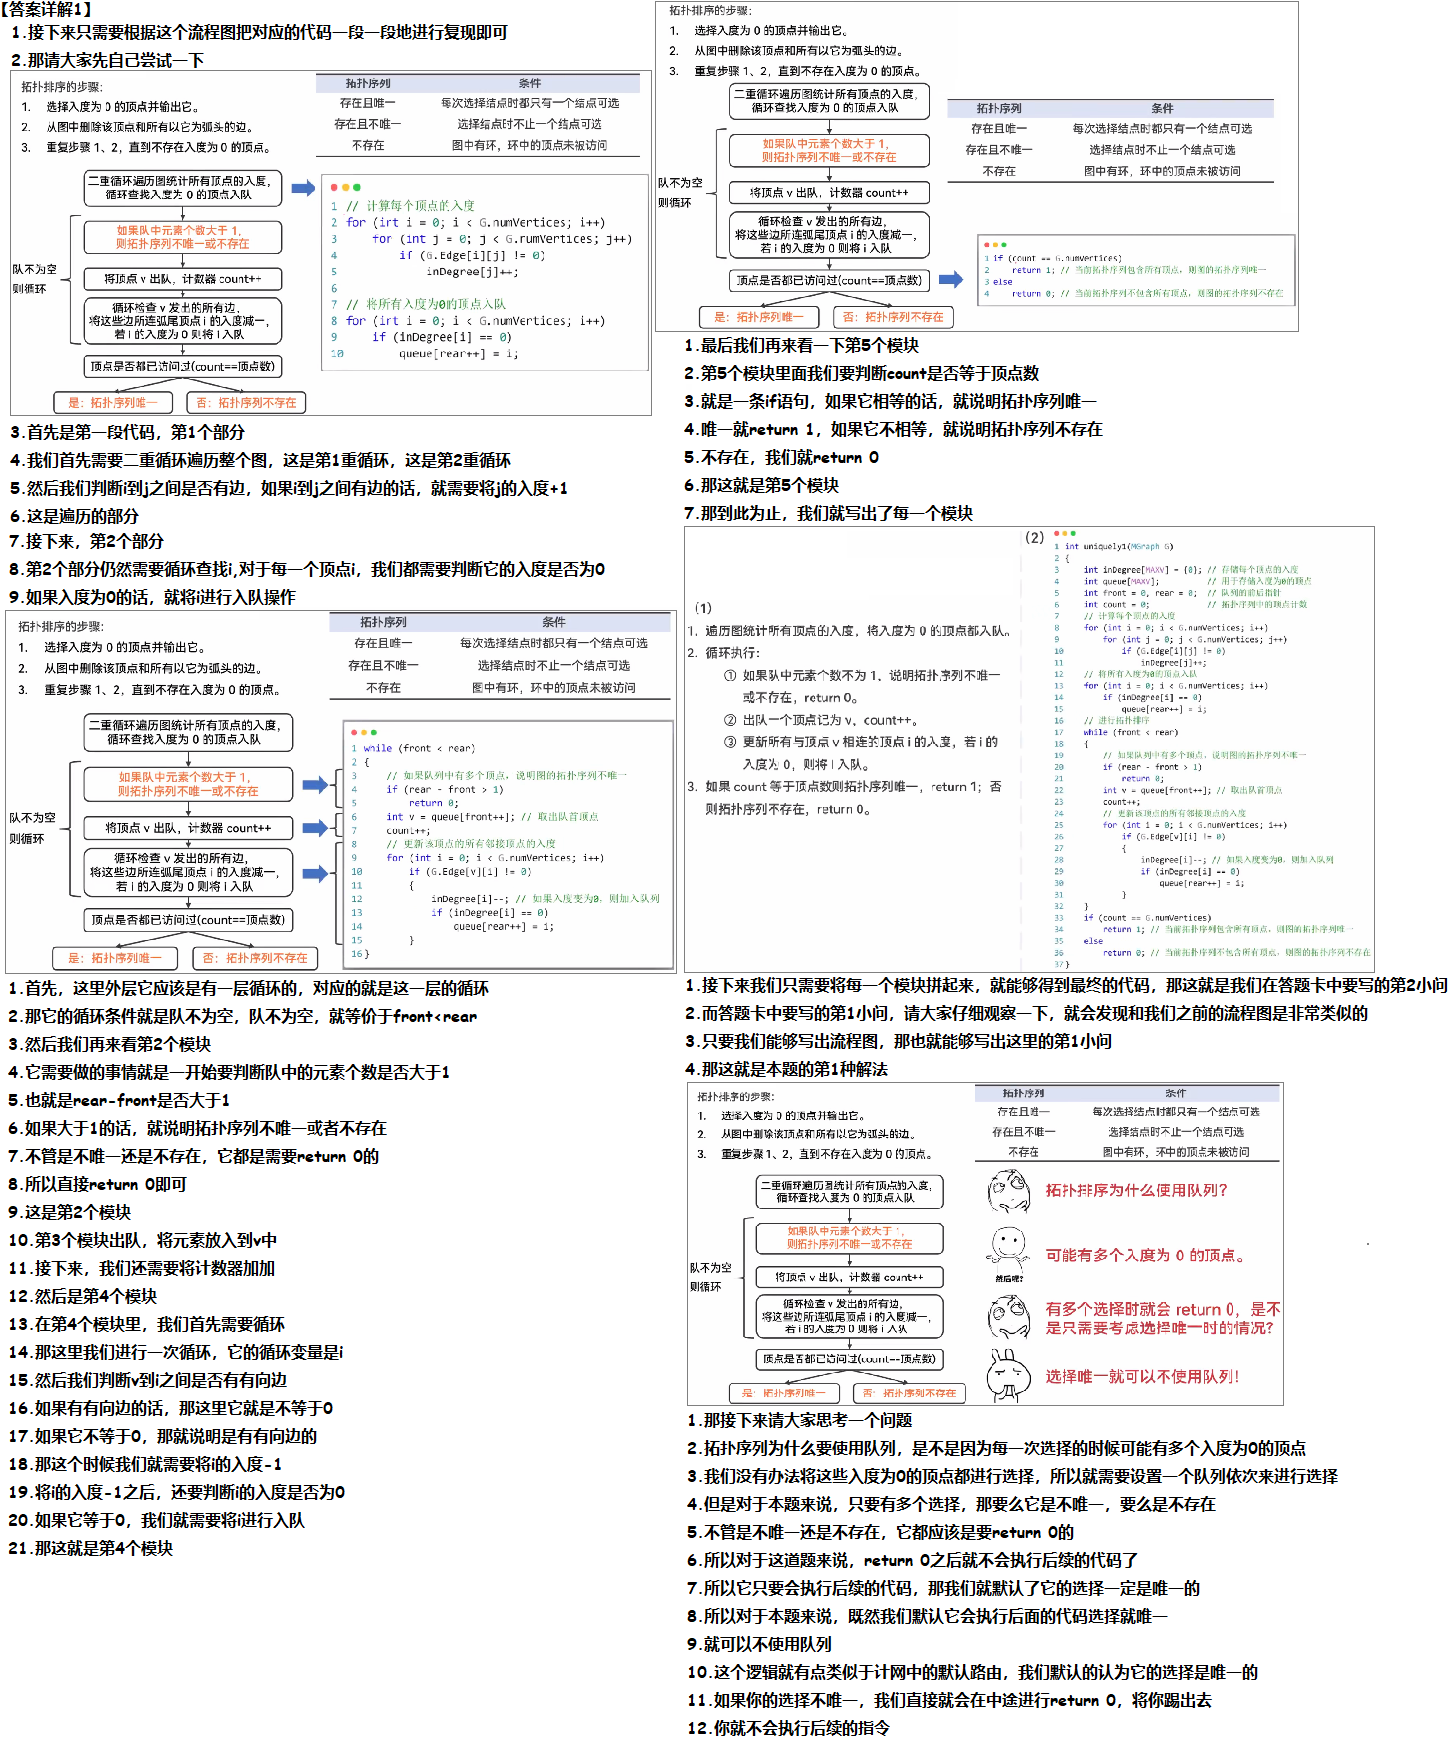 【答案详解1】
1.接下来只需要根据这个流程图把对应的代码一段一段地进行复现即可
2.那请大家先自己尝试一下
拓扑排序的步骤:
1. 选择入度为 0 的顶点并输出它。
2. 从图中删除该顶点和所有以它为弧头的边。
3. 重复步骤 1、2，直到不存在入度为 0 的顶点。
拓扑序列 条件
存在且唯一 每次选择结点时都只有一个结点可选
存在且不唯一 选择结点时不止一个结点可选
不存在 图中有环，环中的顶点未被访问
二重循环遍历图统计所有顶点的入度，
循环查找入度为 0 的顶点入队
队不为空
则循环
如果队中元素个数大于 1，
则拓扑序列不唯一或不存在
将顶点 v 出队，计数器 count++
循环检查 v 发出的所有边，
将这些边所连弧尾顶点 i 的入度减一，
若 i 的入度为 0 则将 i 入队
顶点是否都已访问过(count==顶点数)
是：拓扑序列唯一
否：拓扑序列不存在
1 // 计算每个顶点的入度
2 for (int i = 0; i < G.numVertices; i++)
3 for (int j = 0; j < G.numVertices; j++)
4 if (G.Edge[i][j] != 0)
5 inDegree[j]++;
6
7 // 将所有入度为0的顶点入队
8 for (int i = 0; i < G.numVertices; i++)
9 if (inDegree[i] == 0)
10 queue[rear++] = i;
3.首先是第一段代码，第1个部分
4.我们首先需要二重循环遍历整个图，这是第1重循环，这是第2重循环
5.然后我们判断i到j之间是否有边，如果i到j之间有边的话，就需要将j的入度+1
6.这是遍历的部分
7.接下来，第2个部分
8.第2个部分仍然需要循环查找i,对于每一个顶点i，我们都需要判断它的入度是否为0
9.如果入度为0的话，就将i进行入队操作
拓扑排序的步骤:
1. 选择入度为 0 的顶点并输出它。
2. 从图中删除该顶点和所有以它为弧头的边。
3. 重复步骤 1、2，直到不存在入度为 0 的顶点。
拓扑序列 条件
存在且唯一 每次选择结点时都只有一个结点可选
存在且不唯一 选择结点时不止一个结点可选
不存在 图中有环，环中的顶点未被访问
二重循环遍历图统计所有顶点的入度，
循环查找入度为 0 的顶点入队
队不为空
则循环
如果队中元素个数大于 1，
则拓扑序列不唯一或不存在
将顶点 v 出队，计数器 count++
循环检查 v 发出的所有边，
将这些边所连弧尾顶点 i 的入度减一，
若 i 的入度为 0 则将 i 入队
顶点是否都已访问过(count==顶点数)
是：拓扑序列唯一
否：拓扑序列不存在
1 while (front < rear)
2 {
3 // 如果队列中有多个顶点，说明图的拓扑序列不唯一
4 if (rear - front > 1)
5 return 0;
6 int v = queue[front++]; // 取出队首顶点
7 count++;
8 // 更新该顶点的所有邻接顶点的入度
9 for (int i = 0; i < G.numVertices; i++)
10 if (G.Edge[v][i] != 0)
11 {
12 inDegree[i]--; // 如果入度变为0，则加入队列
13 if (inDegree[i] == 0)
14 queue[rear++] = i;
15 }
16 }
1.首先，这里外层它应该是有一层循环的，对应的就是这一层的循环
2.那它的循环条件就是队不为空，队不为空，就等价于front<rear
3.然后我们再来看第2个模块
4.它需要做的事情就是一开始要判断队中的元素个数是否大于1
5.也就是rear-front是否大于1
6.如果大于1的话，就说明拓扑序列不唯一或者不存在
7.不管是不唯一还是不存在，它都是需要return 0的
8.所以直接return 0即可
9.这是第2个模块
10.第3个模块出队，将元素放入到v中
11.接下来，我们还需要将计数器加加
12.然后是第4个模块
13.在第4个模块里，我们首先需要循环
14.那这里我们进行一次循环，它的循环变量是i
15.然后我们判断v到i之间是否有有向边
16.如果有有向边的话，那这里它就是不等于0
17.如果它不等于0，那就说明是有有向边的
18.那这个时候我们就需要将i的入度-1
19.将i的入度-1之后，还要判断i的入度是否为0
20.如果它等于0，我们就需要将i进行入队
21.那这就是第4个模块
拓扑排序的步骤:
1. 选择入度为 0 的顶点并输出它。
2. 从图中删除该顶点和所有以它为弧头的边。
3. 重复步骤 1、2，直到不存在入度为 0 的顶点。
二重循环遍历图统计所有顶点的入度，
循环查找入度为 0 的顶点入队
拓扑序列 条件
存在且唯一 每次选择结点时都只有一个结点可选
存在且不唯一 选择结点时不止一个结点可选
不存在 图中有环，环中的顶点未被访问
队不为空
则循环
如果队中元素个数大于 1，
则拓扑序列不唯一或不存在
将顶点 v 出队，计数器 count++
循环检查 v 发出的所有边，
将这些边所连弧尾顶点 i 的入度减一，
若 i 的入度为 0 则将 i 入队
顶点是否都已访问过(count==顶点数)
是：拓扑序列唯一
否：拓扑序列不存在
1 if (count == G.numVertices)
2 return 1; // 当前拓扑序列包含所有顶点，则图的拓扑序列唯一
3 else
4 return 0; // 当前拓扑序列不包含所有顶点，则图的拓扑序列不存在
1.最后我们再来看一下第5个模块
2.第5个模块里面我们要判断count是否等于顶点数
3.就是一条if语句，如果它相等的话，就说明拓扑序列唯一
4.唯一就return 1，如果它不相等，就说明拓扑序列不存在
5.不存在，我们就return 0
6.那这就是第5个模块
7.那到此为止，我们就写出了每一个模块
（1）
1. 遍历图统计所有顶点的入度，将入度为 0 的顶点都入队。
2. 循环执行：
① 如果队中元素个数不为 1，说明拓扑序列不唯一
或不存在，return 0。
② 出队一个顶点记为 v，count++。
③ 更新所有与顶点 v 相连的顶点 i 的入度，若 i 的
入度为 0，则将 i 入队。
3. 如果 count 等于顶点数则拓扑序列唯一，return 1；否
则拓扑序列不存在，return 0。
（2）
1 int uniquely1(MGraph G)
2 {
3 int inDegree[MAXV] = {0}; // 存储每个顶点的入度
4 int queue[MAXV]; // 用于存储入度为0的顶点
5 int front = 0, rear = 0; // 队列的前后指针
6 int count = 0; // 拓扑序列中的顶点计数
7 // 计算每个顶点的入度
8 for (int i = 0; i < G.numVertices; i++)
9 for (int j = 0; j < G.numVertices; j++)
10 if (G.Edge[i][j] != 0)
11 inDegree[j]++;
12 // 将所有入度为0的顶点入队
13 for (int i = 0; i < G.numVertices; i++)
14 if (inDegree[i] == 0)
15 queue[rear++] = i;
16 // 进行拓扑排序
17 while (front < rear)
18 {
19 // 如果队列中有多个顶点，说明图的拓扑序列不唯一
20 if (rear - front > 1)
21 return 0;
22 int v = queue[front++]; // 取出队首顶点
23 count++;
24 // 更新该顶点的所有邻接顶点的入度
25 for (int i = 0; i < G.numVertices; i++)
26 if (G.Edge[v][i] != 0)
27 {
28 inDegree[i]--; // 如果入度变为0，则加入队列
29 if (inDegree[i] == 0)
30 queue[rear++] = i;
31 }
32 }
33 if (count == G.numVertices)
34 return 1; // 当前拓扑序列包含所有顶点，则图的拓扑序列唯一
35 else
36 return 0; // 当前拓扑序列不包含所有顶点，则图的拓扑序列不存在
37 }
1.接下来我们只需要将每一个模块拼起来，就能够得到最终的代码，那这就是我们在答题卡中要写的第2小问
2.而答题卡中要写的第1小问，请大家仔细观察一下，就会发现和我们之前的流程图是非常类似的
3.只要我们能够写出流程图，那也就能够写出这里的第1小问
4.那这就是本题的第1种解法
拓扑排序的步骤:
1. 选择入度为 0 的顶点并输出它。
2. 从图中删除该顶点和所有以它为弧头的边。
3. 重复步骤 1、2，直到不存在入度为 0 的顶点。
拓扑序列 条件
存在且唯一 每次选择结点时都只有一个结点可选
存在且不唯一 选择结点时不止一个结点可选
不存在 图中有环，环中的顶点未被访问
二重循环遍历图统计所有顶点的入度，
循环查找入度为 0 的顶点入队
队不为空
则循环
如果队中元素个数大于 1，
则拓扑序列不唯一或不存在
将顶点 v 出队，计数器 count++
循环检查 v 发出的所有边，
将这些边所连弧尾顶点 i 的入度减一，
若 i 的入度为 0 则将 i 入队
顶点是否都已访问过(count==顶点数)
是：拓扑序列唯一
否：拓扑序列不存在
拓扑排序为什么使用队列？
可能有多个入度为 0 的顶点。
然后呢？
有多个选择时就会 return 0，是不
是只需要考虑选择唯一时的情况？
选择唯一就可以不使用队列！
1.那接下来请大家思考一个问题
2.拓扑序列为什么要使用队列，是不是因为每一次选择的时候可能有多个入度为0的顶点
3.我们没有办法将这些入度为0的顶点都进行选择，所以就需要设置一个队列依次来进行选择
4.但是对于本题来说，只要有多个选择，那要么它是不唯一，要么是不存在
5.不管是不唯一还是不存在，它都应该是要return 0的
6.所以对于这道题来说，return 0之后就不会执行后续的代码了
7.所以它只要会执行后续的代码，那我们就默认了它的选择一定是唯一的
8.所以对于本题来说，既然我们默认它会执行后面的代码选择就唯一
9.就可以不使用队列
10.这个逻辑就有点类似于计网中的默认路由，我们默认的认为它的选择是唯一的
11.如果你的选择不唯一，我们直接就会在中途进行return 0，将你踢出去
12.你就不会执行后续的指令